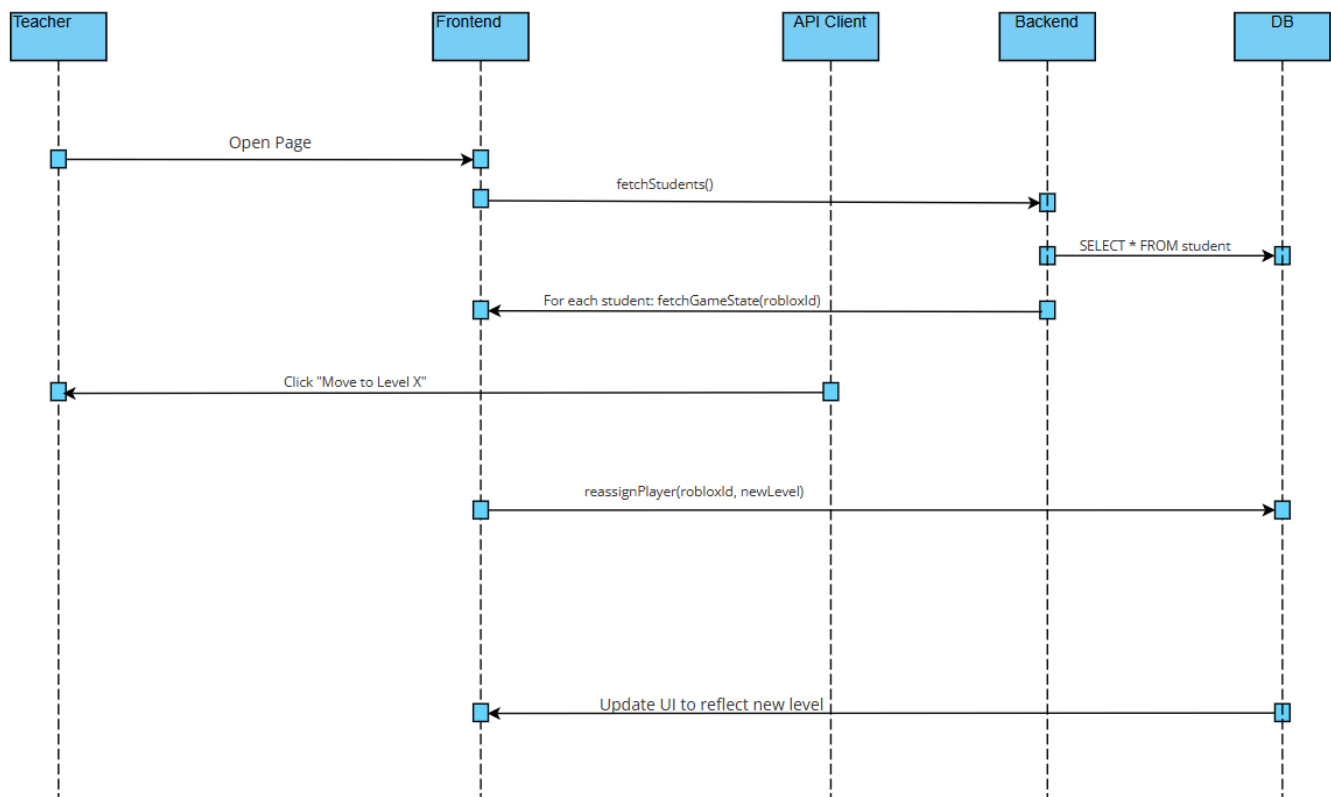 Teacher
Frontend
API Client
Backend
DB
Open Page
fetchStudents()
SELECT * FROM student
For each student: fetchGameState(robloxId)
Click "Move to Level X"
reassignPlayer(robloxId, newLevel)
Update UI to reflect new level